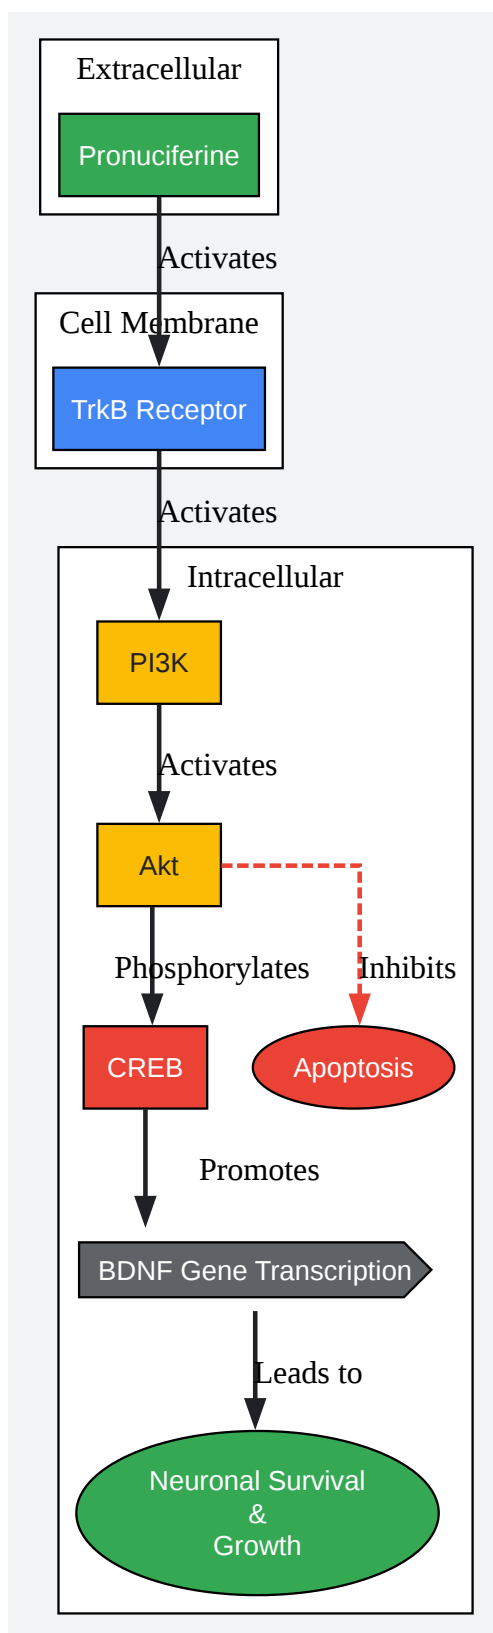 Extracellular
Pronuciferine
Activates
Cell Membrane
TrkB Receptor
Activates
Intracellular
PI3K
Activates
Akt
Phosphorylates
Inhibits
CREB
Apoptosis
Promotes
BDNF Gene Transcription
Leads to
Neuronal Survival
&
Growth